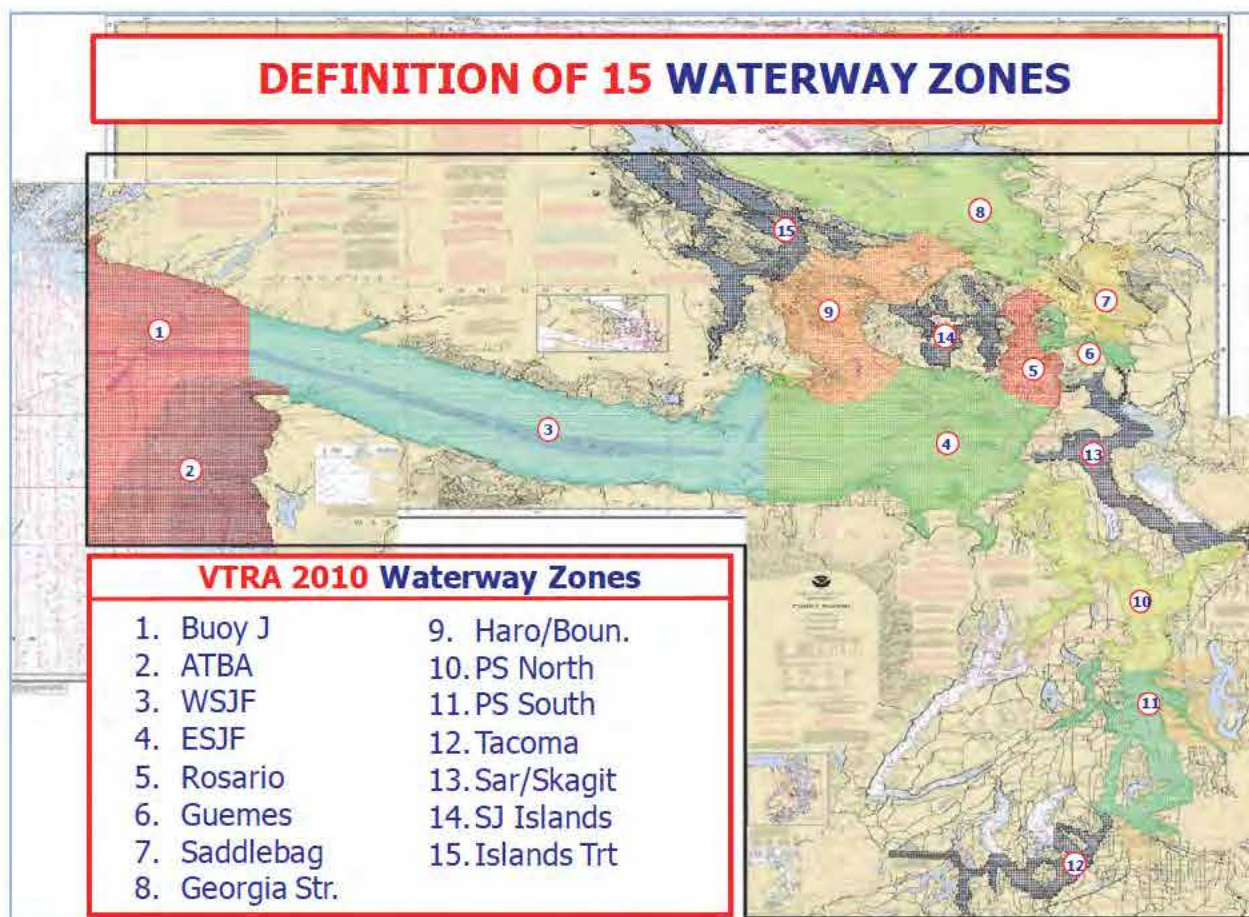 DEFINITION OF 15 WATERWAY ZONES
15
8
7
9
1
14
6
5
3
4
2
13
VTRA 2010 Waterway Zones
1. Buoy J
2. ATBA
3. WSJF
4. ESJF
5. Rosario
6. Guemes
7. Saddlebag
8. Georgia Str.
9. Haro/Boun.
10. PS North
11. PS South
12. Tacoma
13. Sar/Skagit
14. SJ Islands
15. Islands Trt
10
11
12